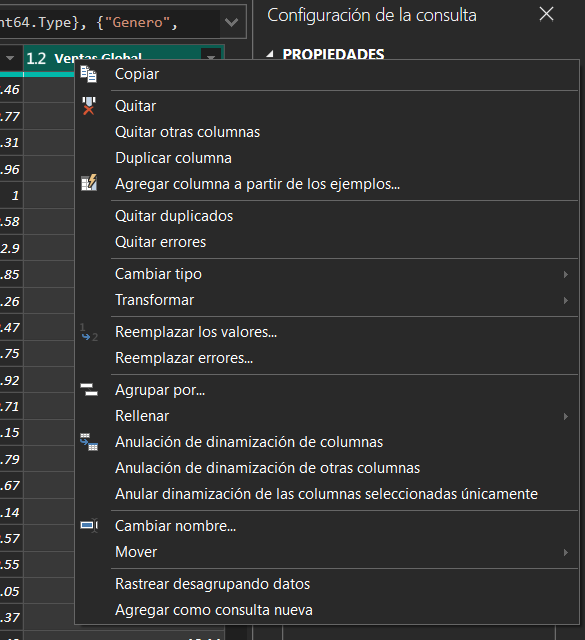 nt64.Type}, {"Genero",
Configuración de la consulta
PROPIEDADES
1.2 Ventas Global
.46
.77
.31
.96
1
.58
2.9
.85
.26
.47
.75
.92
.71
.15
.79
.67
.14
.57
.55
.05
.37
Copiar
Quitar
Quitar otras columnas
Duplicar columna
Agregar columna a partir de los ejemplos...
Quitar duplicados
Quitar errores
Cambiar tipo
Transformar
Reemplazar los valores...
Reemplazar errores...
Agrupar por...
Rellenar
Anulación de dinamización de columnas
Anulación de dinamización de otras columnas
Anular dinamización de las columnas seleccionadas únicamente
Cambiar nombre...
Mover
Rastrear desagrupando datos
Agregar como consulta nueva